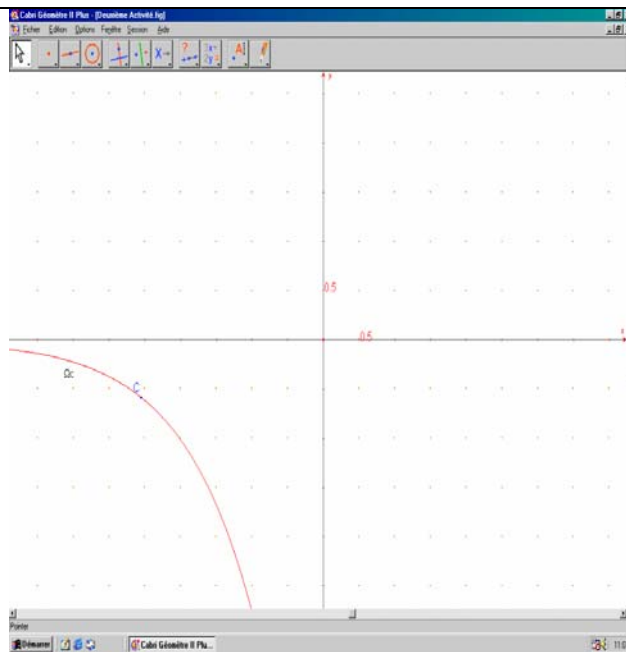 Cabri Géomètre II Plus - [Deuxième Activité.fig]
Fichier Edition Options Fenêtre Session Aide
y
0.5
x
0.5
C
Pointer
Démarrer
Cabri Géomètre II Plu...